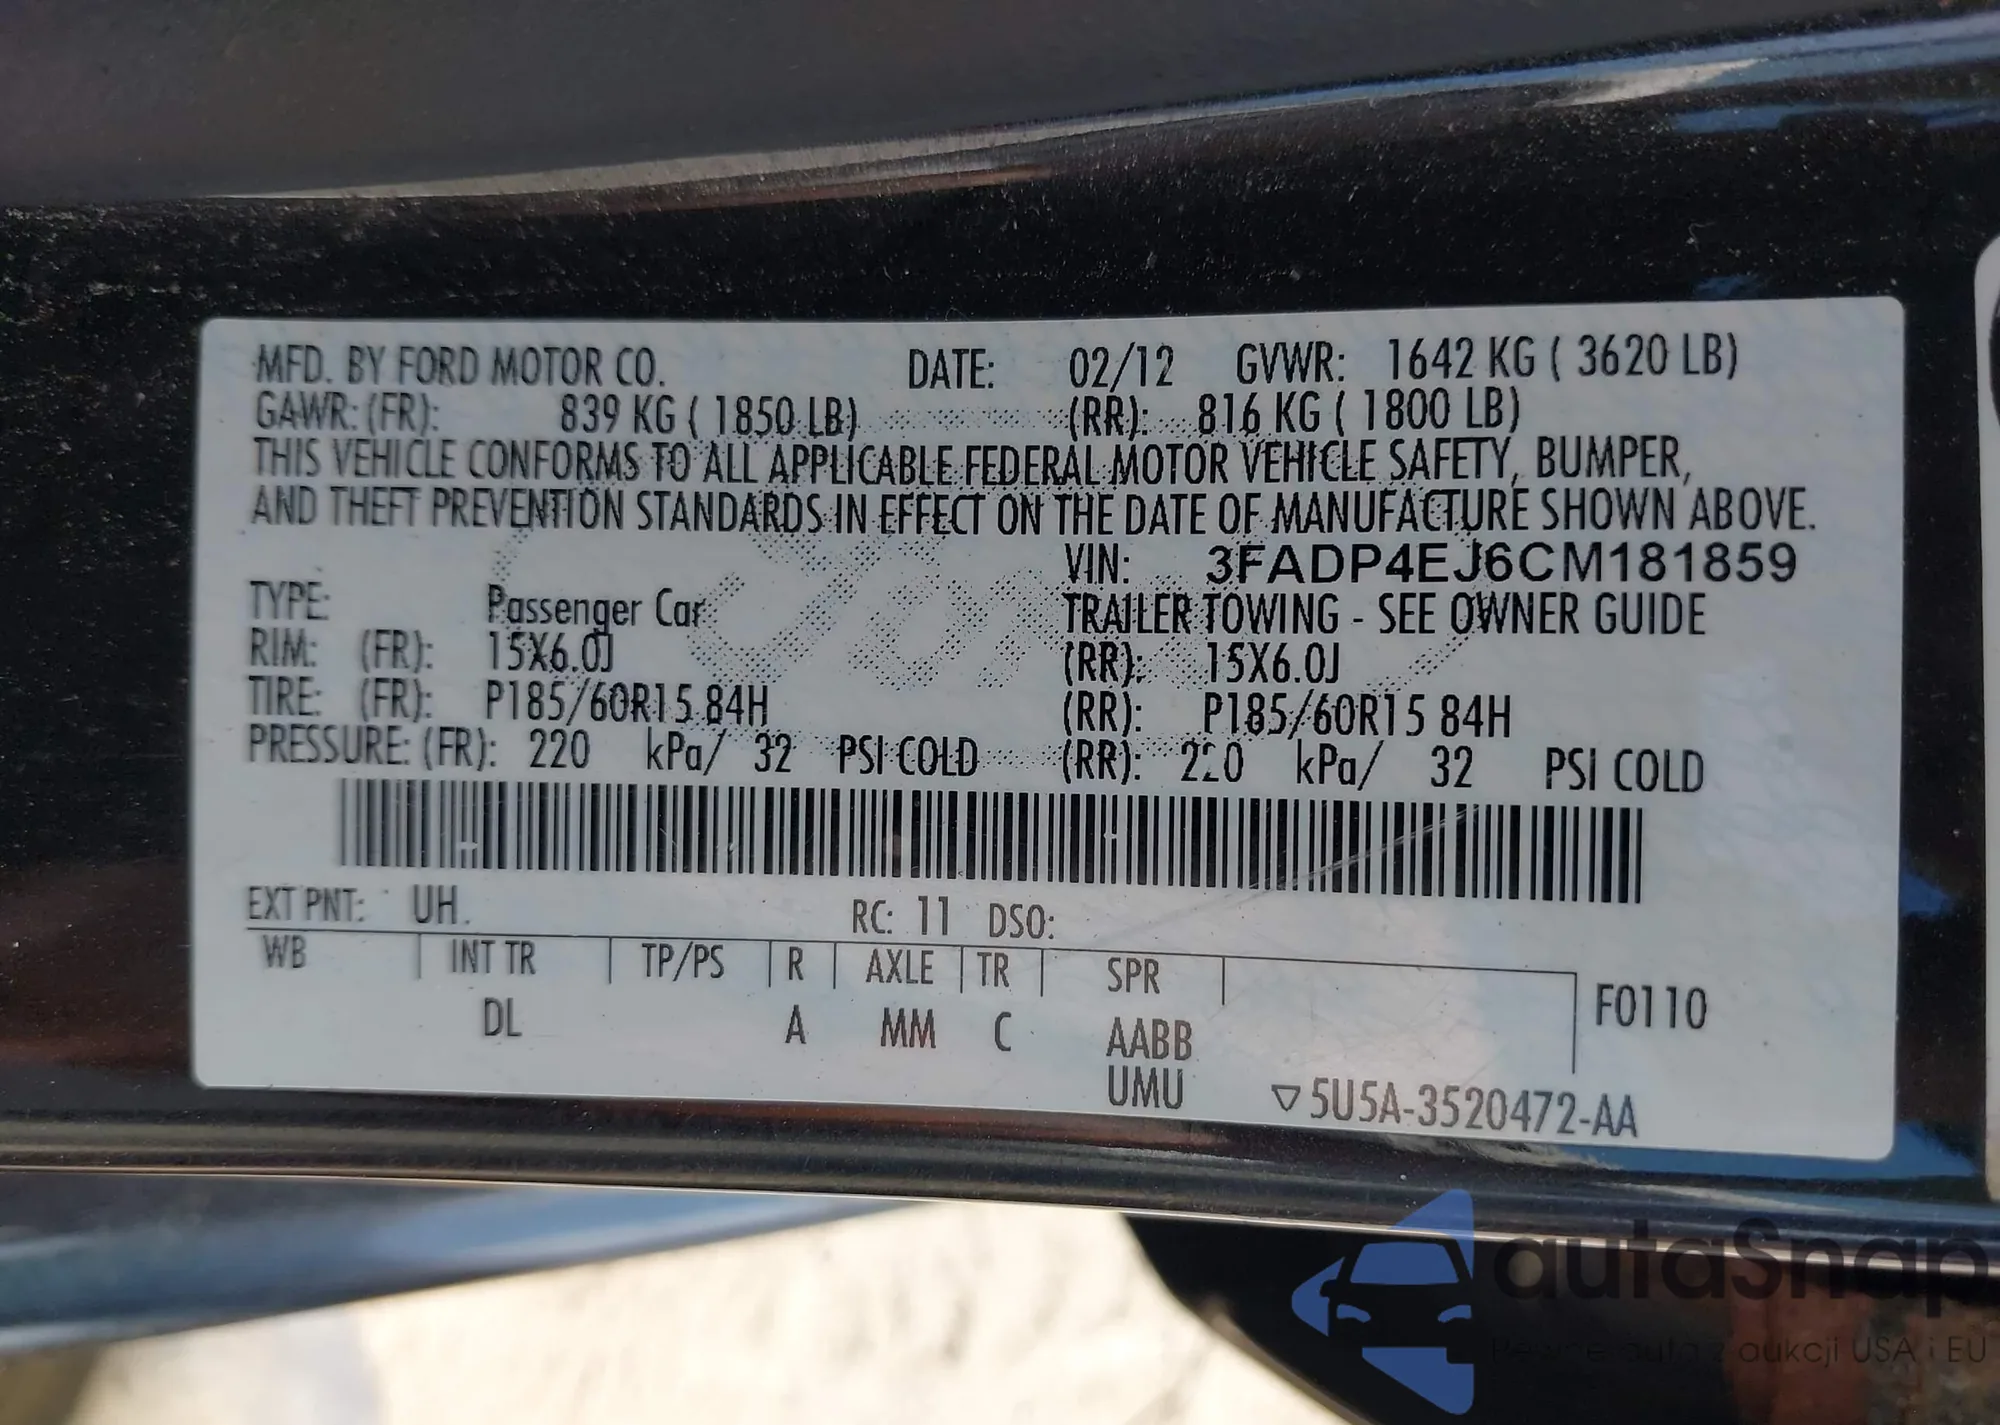 MFD. BY FORD MOTOR CO. DATE: 02/12 GVWR: 1642 KG ( 3620 LB)
GAWR: (FR): 839 KG ( 1850 LB) (RR): 816 KG ( 1800 LB)
THIS VEHICLE CONFORMS TO ALL APPLICABLE FEDERAL MOTOR VEHICLE SAFETY, BUMPER,
AND THEFT PREVENTION STANDARDS IN EFFECT ON THE DATE OF MANUFACTURE SHOWN ABOVE.
VIN: 3FADP4EJ6CM181859
TYPE: Passenger Car TRAILER TOWING - SEE OWNER GUIDE
RIM: (FR): 15X6.0J (RR): 15X6.0J
TIRE: (FR): P185/60R15 84H (RR): P185/60R15 84H
PRESSURE: (FR): 220 kPa/ 32 PSI COLD (RR): 220 kPa/ 32 PSI COLD
EXT PNT: UH RC: 11 DSO:
WB INT TR TP/PS R AXLE TR SPR
F0110
DL A MM C AABB
UMU ▽5U5A-3520472-AA
autaSnap
auta z aukcji USA i EU